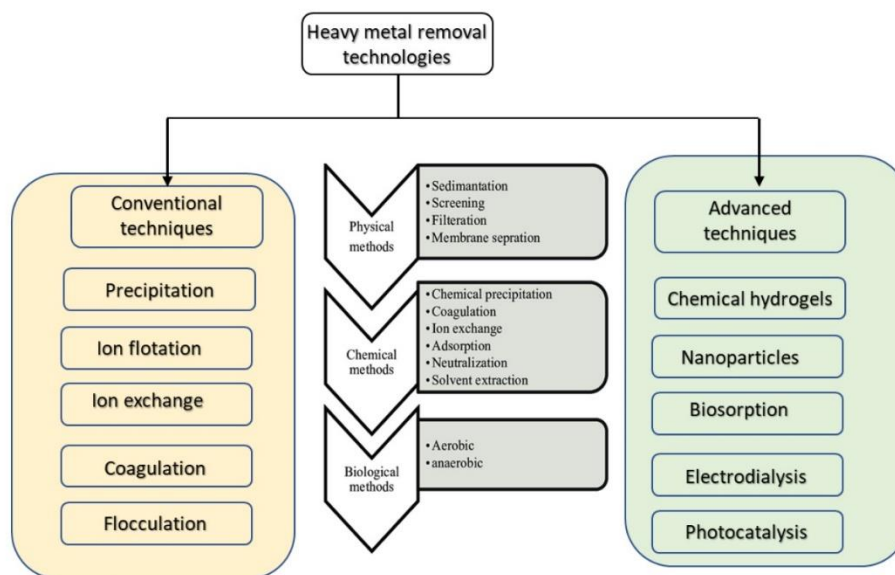 Heavy metal removal
technologies
Conventional
techniques
Precipitation
Ion flotation
Ion exchange
Coagulation
Flocculation
Physical
methods
• Sedimantation
• Screening
• Filteration
• Membrane sepration
Chemical
methods
• Chemical precipitation
• Coagulation
• Ion exchange
• Adsorption
• Neutralization
• Solvent extraction
Biological
methods
• Aerobic
• anaerobic
Advanced
techniques
Chemical hydrogels
Nanoparticles
Biosorption
Electrodialysis
Photocatalysis